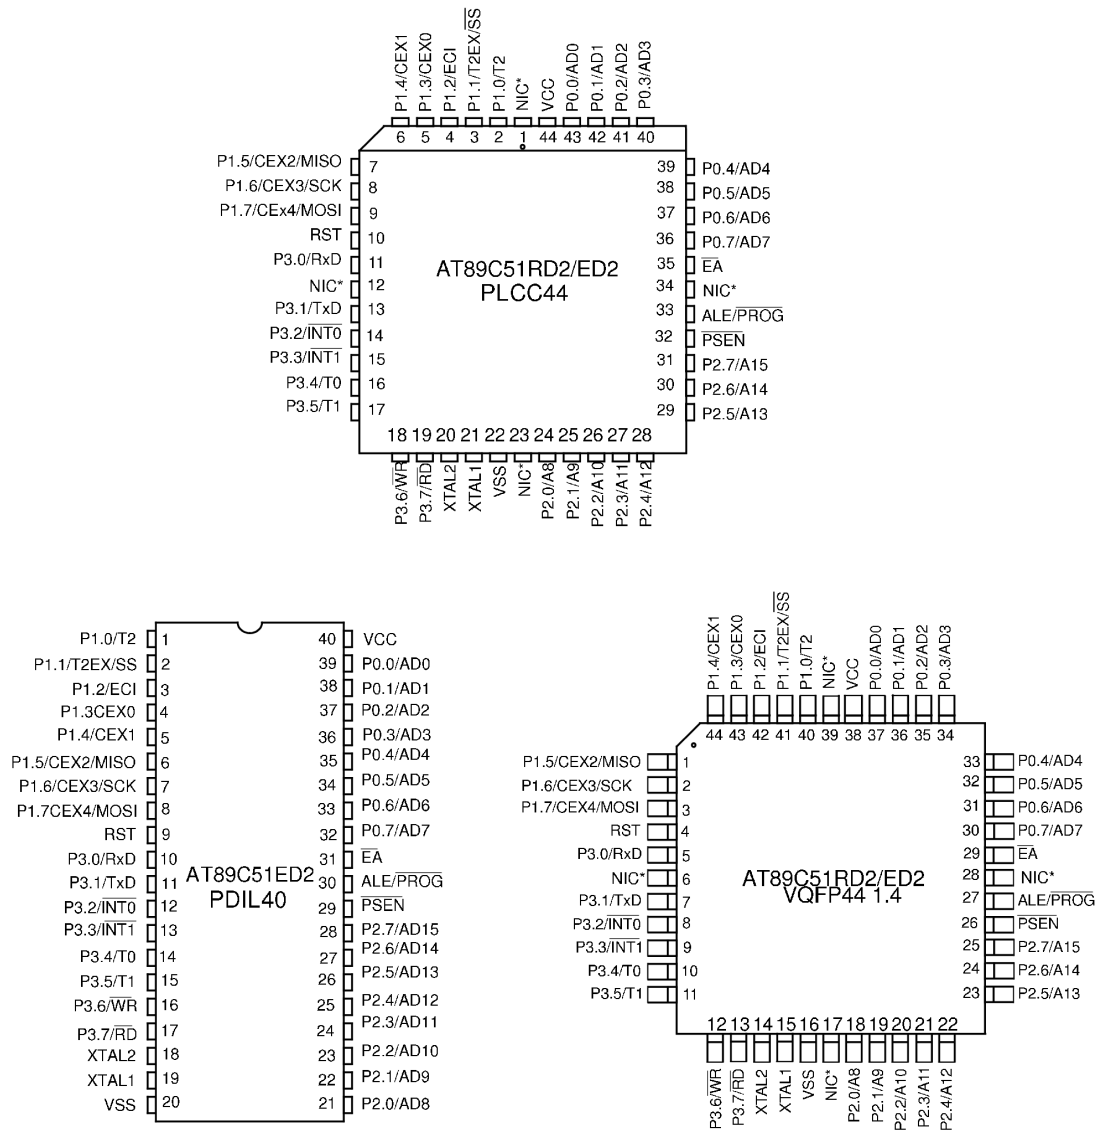 P1.4/CEX1
P1.3/CEX0
P1.2/ECI
P1.1/T2EX/S̅S̅
P1.0/T2
NIC*
VCC
P0.0/AD0
P0.1/AD1
P0.2/AD2
P0.3/AD3
6 5 4 3 2 1 44 43 42 41 40
P1.5/CEX2/MISO 7
P1.6/CEX3/SCK 8
P1.7/CEx4/MOSI 9
RST 10
P3.0/RxD 11
NIC* 12
P3.1/TxD 13
P3.2/I̅N̅T̅0̅ 14
P3.3/I̅N̅T̅1̅ 15
P3.4/T0 16
P3.5/T1 17
AT89C51RD2/ED2
PLCC44
39 P0.4/AD4
38 P0.5/AD5
37 P0.6/AD6
36 P0.7/AD7
35 E̅A̅
34 NIC*
33 ALE/P̅R̅O̅G̅
32 P̅S̅E̅N̅
31 P2.7/A15
30 P2.6/A14
29 P2.5/A13
18 19 20 21 22 23 24 25 26 27 28
P3.6/W̅R̅
P3.7/R̅D̅
XTAL2
XTAL1
VSS
NIC*
P2.0/A8
P2.1/A9
P2.2/A10
P2.3/A11
P2.4/A12
P1.0/T2 1
P1.1/T2EX/SS 2
P1.2/ECI 3
P1.3CEX0 4
P1.4/CEX1 5
P1.5/CEX2/MISO 6
P1.6/CEX3/SCK 7
P1.7CEX4/MOSI 8
RST 9
P3.0/RxD 10
P3.1/TxD 11
P3.2/I̅N̅T̅0̅ 12
P3.3/I̅N̅T̅1̅ 13
P3.4/T0 14
P3.5/T1 15
P3.6/W̅R̅ 16
P3.7/R̅D̅ 17
XTAL2 18
XTAL1 19
VSS 20
AT89C51ED2
PDIL40
40 VCC
39 P0.0/AD0
38 P0.1/AD1
37 P0.2/AD2
36 P0.3/AD3
35 P0.4/AD4
34 P0.5/AD5
33 P0.6/AD6
32 P0.7/AD7
31 E̅A̅
30 ALE/P̅R̅O̅G̅
29 P̅S̅E̅N̅
28 P2.7/AD15
27 P2.6/AD14
26 P2.5/AD13
25 P2.4/AD12
24 P2.3/AD11
23 P2.2/AD10
22 P2.1/AD9
21 P2.0/AD8
P1.4/CEX1
P1.3/CEX0
P1.2/ECI
P1.1/T2EX/S̅S̅
P1.0/T2
NIC*
VCC
P0.0/AD0
P0.1/AD1
P0.2/AD2
P0.3/AD3
44 43 42 41 40 39 38 37 36 35 34
P1.5/CEX2/MISO 1
P1.6/CEX3/SCK 2
P1.7/CEX4/MOSI 3
RST 4
P3.0/RxD 5
NIC* 6
P3.1/TxD 7
P3.2/I̅N̅T̅0̅ 8
P3.3/I̅N̅T̅1̅ 9
P3.4/T0 10
P3.5/T1 11
AT89C51RD2/ED2
VQFP44 1.4
33 P0.4/AD4
32 P0.5/AD5
31 P0.6/AD6
30 P0.7/AD7
29 E̅A̅
28 NIC*
27 ALE/P̅R̅O̅G̅
26 P̅S̅E̅N̅
25 P2.7/A15
24 P2.6/A14
23 P2.5/A13
12 13 14 15 16 17 18 19 20 21 22
P3.6/W̅R̅
P3.7/R̅D̅
XTAL2
XTAL1
VSS
NIC*
P2.0/A8
P2.1/A9
P2.2/A10
P2.3/A11
P2.4/A12